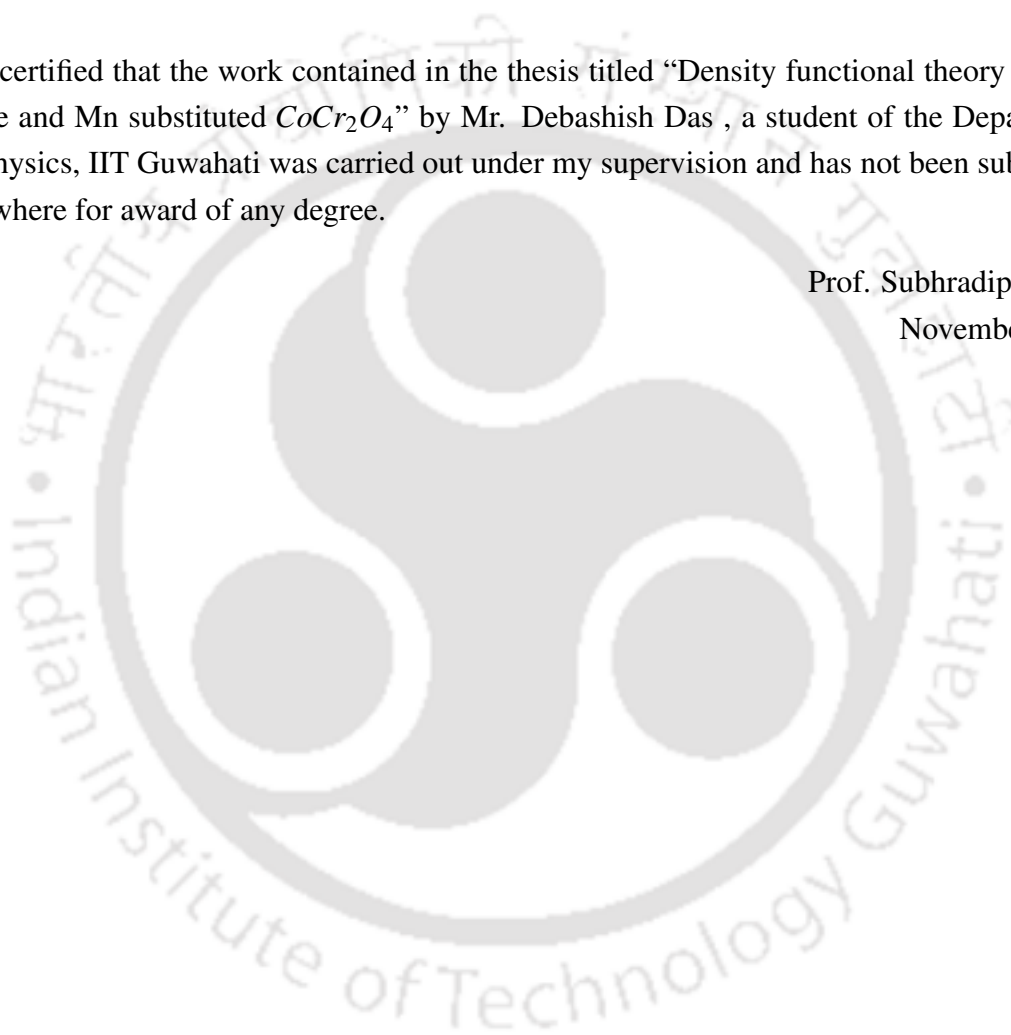 certified that the work contained in the thesis titled “Density functional theory
e and Mn substituted CoCr₂O₄” by Mr. Debashish Das , a student of the Depa
hysics, IIT Guwahati was carried out under my supervision and has not been sub
where for award of any degree.
Prof. Subhradip
Novembe
भारतीय प्रौद्योगिकी संस्थान गुवाहाटी
Indian Institute of Technology Guwahati